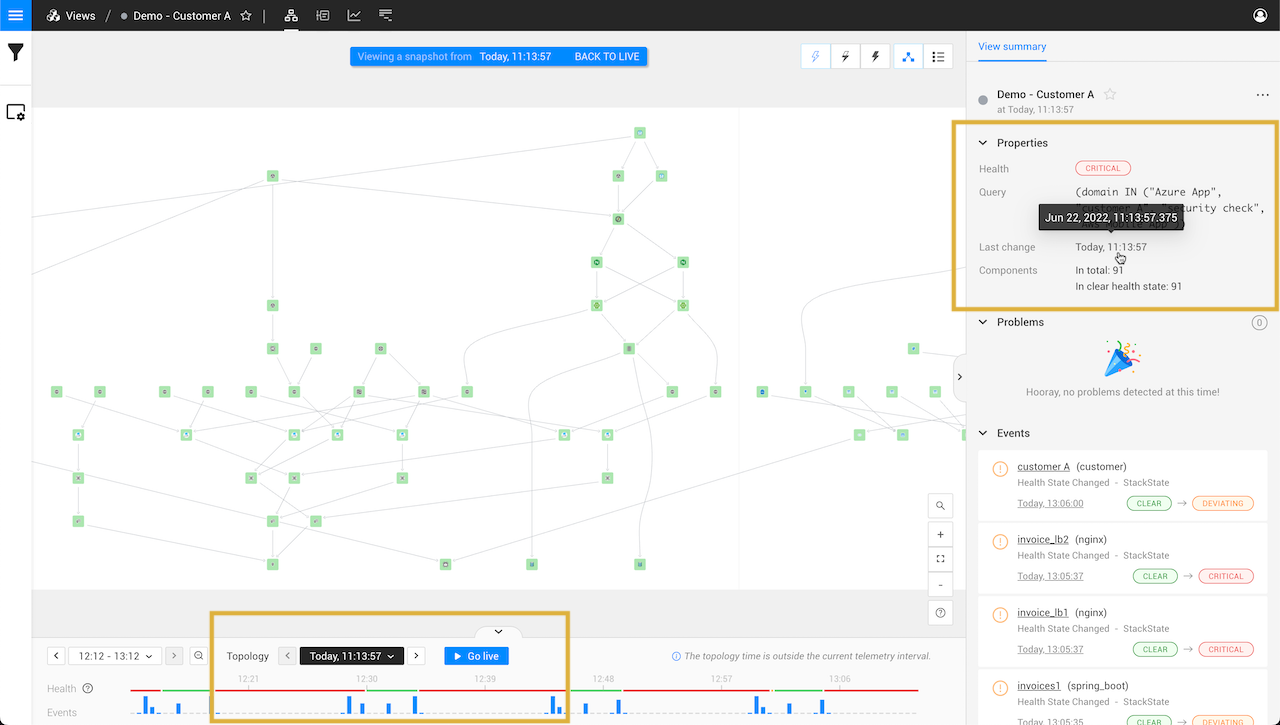 Views / Demo - Customer A
Viewing a snapshot from Today, 11:13:57 BACK TO LIVE
View summary
Demo - Customer A
at Today, 11:13:57
Properties
Health CRITICAL
Query (domain IN ("Azure App",
"customer A", "security check",
Jun 22, 2022, 11:13:57.375
Last change Today, 11:13:57
Components In total: 91
In clear health state: 91
Problems 0
Hooray, no problems detected at this time!
Events
customer A (customer)
Health State Changed - StackState
Today, 13:06:00 CLEAR → DEVIATING
invoice_lb2 (nginx)
Health State Changed - StackState
Today, 13:05:37 CLEAR → CRITICAL
invoice_lb1 (nginx)
Health State Changed - StackState
Today, 13:05:37 CLEAR → CRITICAL
invoices1 (spring_boot)
Health State Changed - StackState
Today, 13:05:35 CLEAR → DEVIATING
12:12 - 13:12 Topology Today, 11:13:57 Go live
The topology time is outside the current telemetry interval.
12:21 12:30 12:39 12:48 12:57 13:06
Health
Events